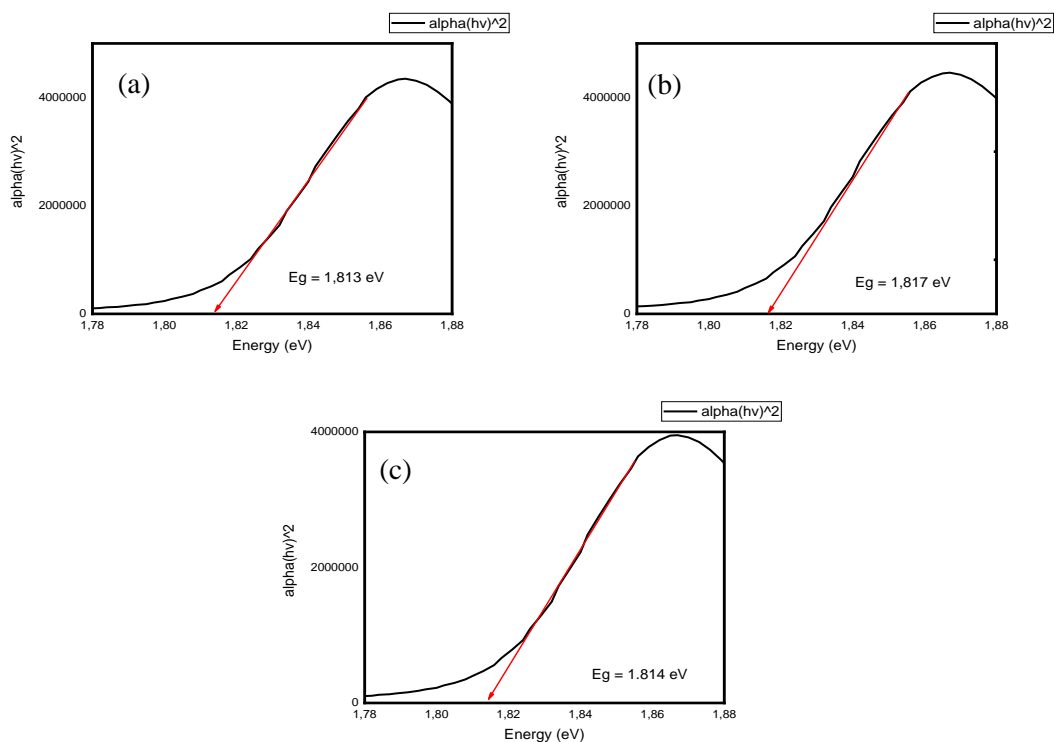 alpha(hv)^2
(a)
4000000
2000000
0
alpha(hv)^2
Eg = 1,813 eV
1,78 1,80 1,82 1,84 1,86 1,88
Energy (eV)
alpha(hv)^2
(b)
4000000
2000000
0
alpha(hv)^2
Eg = 1,817 eV
1,78 1,80 1,82 1,84 1,86 1,88
Energy (eV)
alpha(hv)^2
(c)
4000000
2000000
0
alpha(hv)^2
Eg = 1.814 eV
1,78 1,80 1,82 1,84 1,86 1,88
Energy (eV)